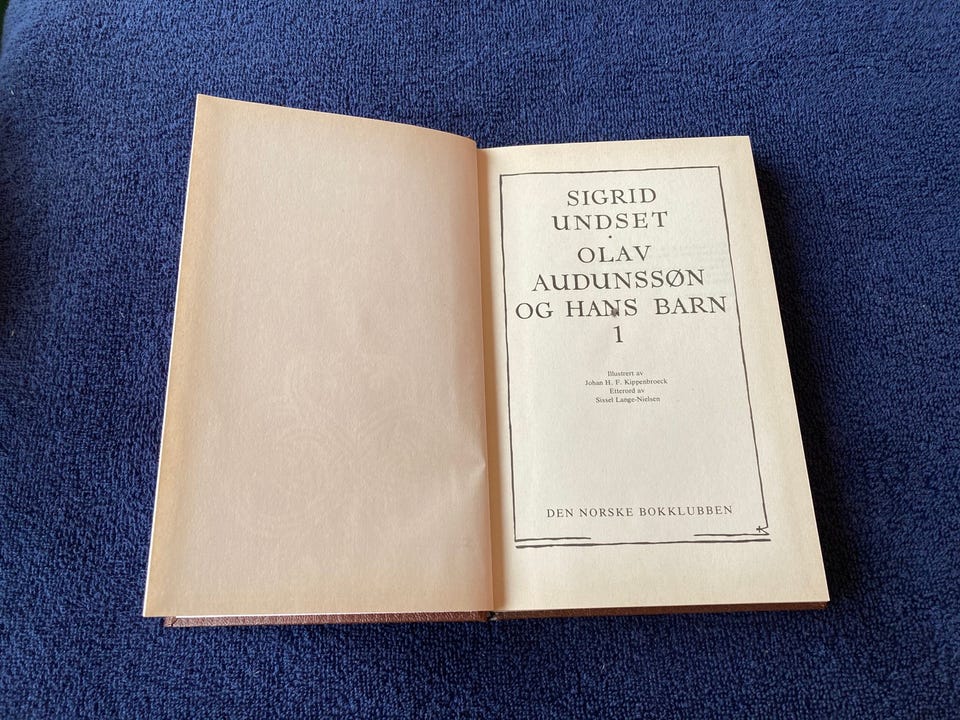 SIGRID
UNDSET
·
OLAV
AUDUNSSØN
OG HANS BARN
1
Illustrert av
Johan H. F. Kippenbroeck
Etterord av
Sissel Lange-Nielsen
DEN NORSKE BOKKLUBBEN